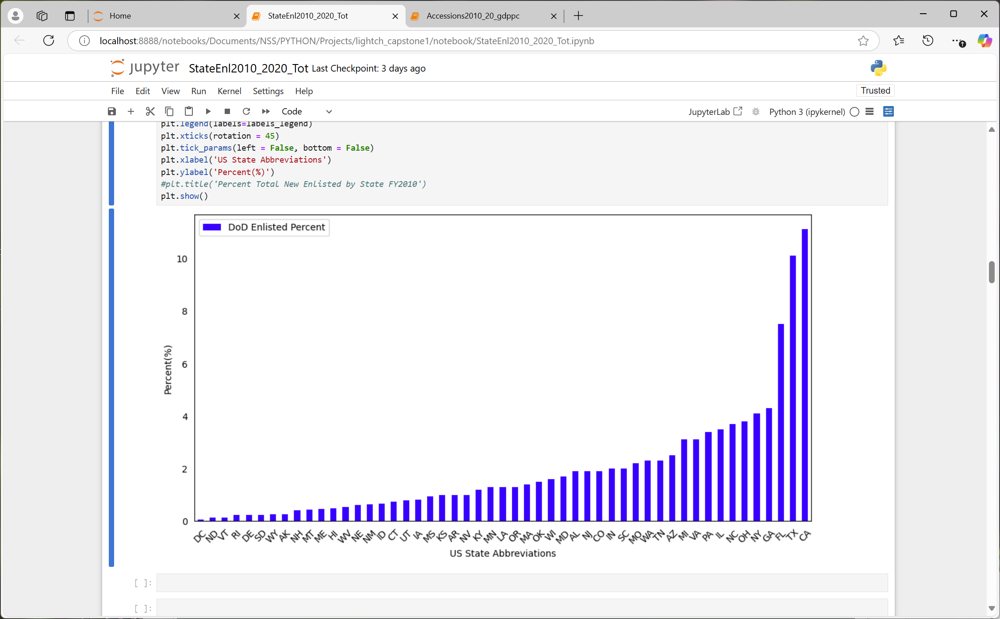 Home
StateEnl2010_2020_Tot
Accessions2010_20_gdppc
localhost:8888/notebooks/Documents/NSS/PYTHON/Projects/lightch_capstone1/notebook/StateEnl2010_2020_Tot.ipynb
jupyter StateEnl2010_2020_Tot Last Checkpoint: 3 days ago
File Edit View Run Kernel Settings Help
Trusted
Code
JupyterLab
Python 3 (ipykernel)
plt.legend(labels=labels_legend)
plt.xticks(rotation = 45)
plt.tick_params(left = False, bottom = False)
plt.xlabel('US State Abbreviations')
plt.ylabel('Percent(%)')
#plt.title('Percent Total New Enlisted by State FY2010')
plt.show()
DoD Enlisted Percent
10
8
6
4
2
0
Percent(%)
DC ND VT RI DE SD WY AK NH MT ME HI WV NE NM ID CT UT IA MS KS AR NV KY MN LA OR MA OK WI MD AL NJ CO IN SC MO WA TN AZ MI VA PA IL NC OH NY GA FL TX CA
US State Abbreviations
[ ]:
[ ]: